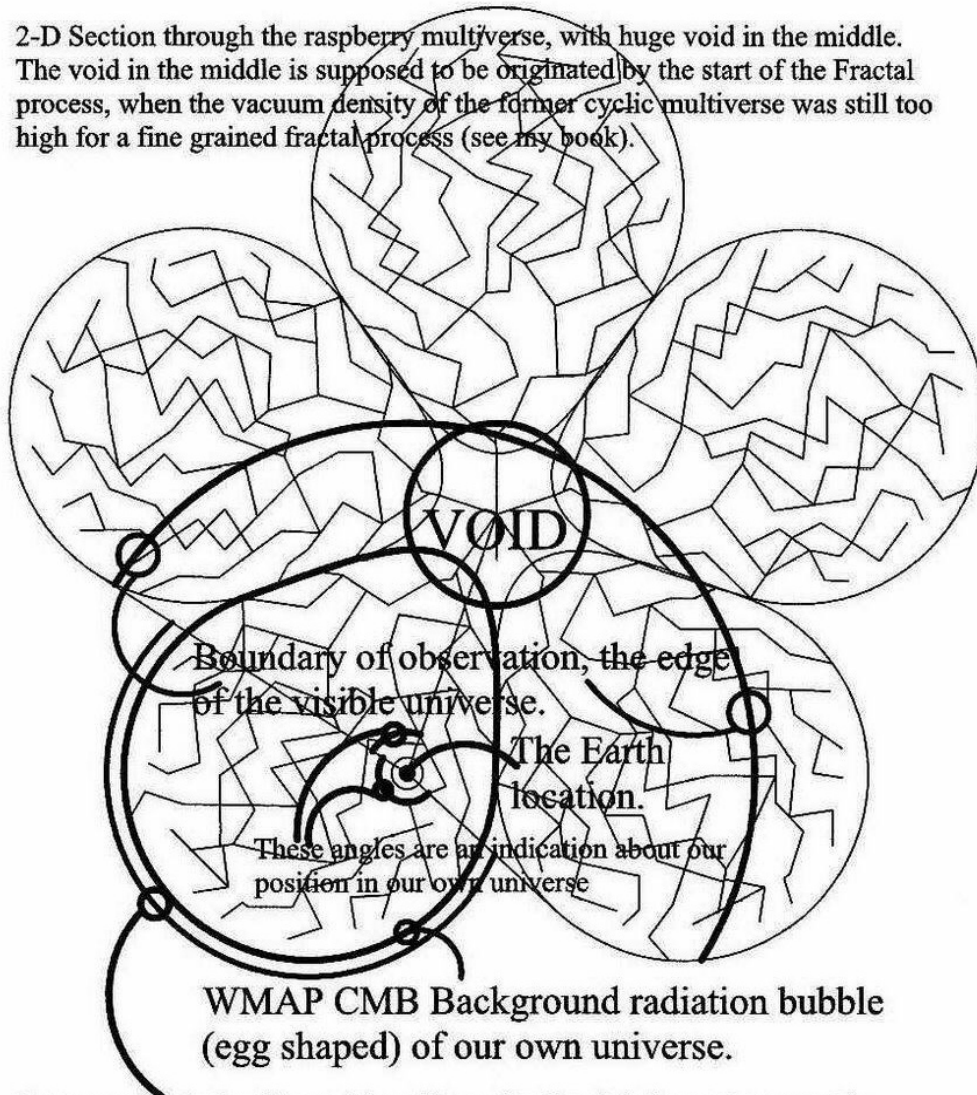 2-D Section through the raspberry multiverse, with huge void in the middle.
The void in the middle is supposed to be originated by the start of the Fractal
process, when the vacuum density of the former cyclic multiverse was still too
high for a fine grained fractal process (see my book).
VOID
Boundary of observation, the edge
of the visible universe.
The Earth
location.
These angles are an indication about our
position in our own universe
WMAP CMB Background radiation bubble
(egg shaped) of our own universe.